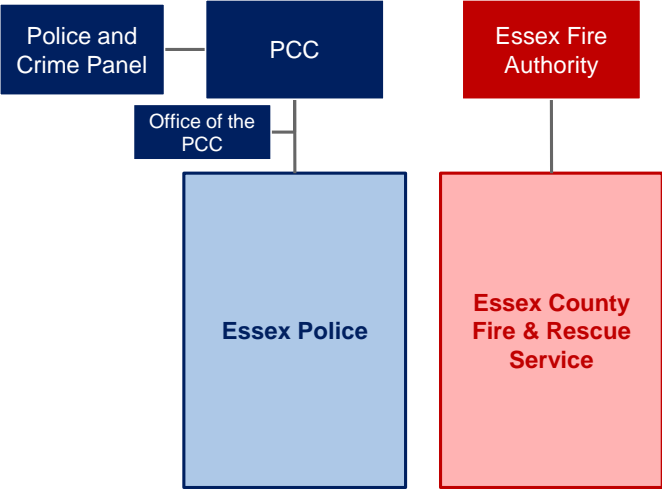 Police and
Crime Panel
PCC
Essex Fire
Authority
Office of the
PCC
Essex Police
Essex County
Fire & Rescue
Service